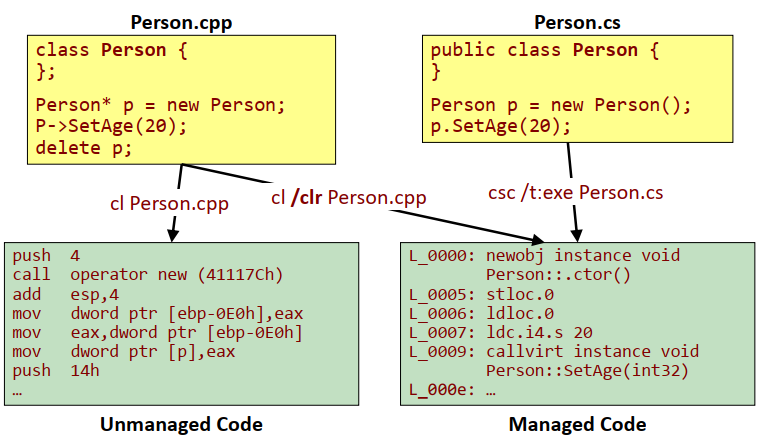 Person.cpp
class Person {
};
Person* p = new Person;
P->SetAge(20);
delete p;
Person.cs
public class Person {
}
Person p = new Person();
p.SetAge(20);
cl Person.cpp
cl /clr Person.cpp
csc /t:exe Person.cs
push 4
call operator new (41117Ch)
add esp,4
mov dword ptr [ebp-0E0h],eax
mov eax,dword ptr [ebp-0E0h]
mov dword ptr [p],eax
push 14h
…
Unmanaged Code
L_0000: newobj instance void
Person::.ctor()
L_0005: stloc.0
L_0006: ldloc.0
L_0007: ldc.i4.s 20
L_0009: callvirt instance void
Person::SetAge(int32)
L_000e: …
Managed Code